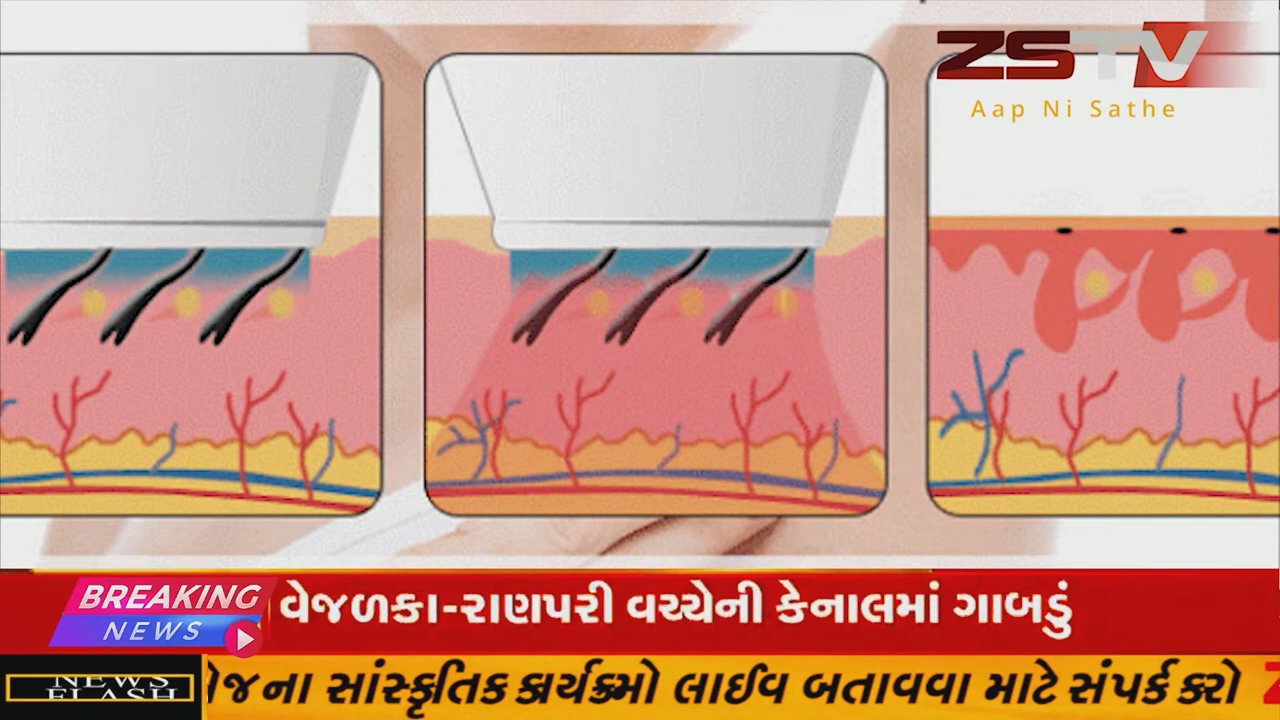 ZSTV
Aap Ni Sathe
BREAKING
NEWS
વેજળકા-રાણપરી વચ્ચેની કેનાલમાં ગાબડું
NEWS
FLASH
સાંસ્કૃતિક કાર્યક્રમો લાઈવ બતાવવા માટે સંપર્ક કરો